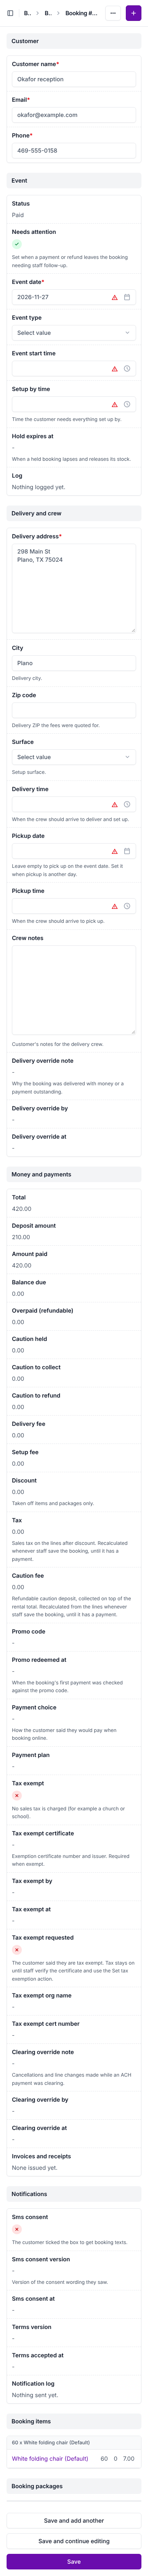 B…
B…
Booking #…
Customer
Customer name*
Okafor reception
Email*
okafor@example.com
Phone*
469-555-0158
Event
Status
Paid
Needs attention
Set when a payment or refund leaves the booking
needing staff follow-up.
Event date*
2026-11-27
Event type
Select value
Event start time
Setup by time
Time the customer needs everything set up by.
Hold expires at
-
When a held booking lapses and releases its stock.
Log
Nothing logged yet.
Delivery and crew
Delivery address*
298 Main St
Plano, TX 75024
City
Plano
Delivery city.
Zip code
Delivery ZIP the fees were quoted for.
Surface
Select value
Setup surface.
Delivery time
When the crew should arrive to deliver and set up.
Pickup date
Leave empty to pick up on the event date. Set it
when pickup is another day.
Pickup time
When the crew should arrive to pick up.
Crew notes
Customer's notes for the delivery crew.
Delivery override note
-
Why the booking was delivered with money or a
payment outstanding.
Delivery override by
-
Delivery override at
-
Money and payments
Total
420.00
Deposit amount
210.00
Amount paid
420.00
Balance due
0.00
Overpaid (refundable)
0.00
Caution held
0.00
Caution to collect
0.00
Caution to refund
0.00
Delivery fee
0.00
Setup fee
0.00
Discount
0.00
Taken off items and packages only.
Tax
0.00
Sales tax on the lines after discount. Recalculated
whenever staff save the booking, until it has a
payment.
Caution fee
0.00
Refundable caution deposit, collected on top of the
rental total. Recalculated from the lines whenever
staff save the booking, until it has a payment.
Promo code
-
Promo redeemed at
-
When the booking's first payment was checked
against the promo code.
Payment choice
-
How the customer said they would pay when
booking online.
Payment plan
-
Tax exempt
No sales tax is charged (for example a church or
school).
Tax exempt certificate
-
Exemption certificate number and issuer. Required
when exempt.
Tax exempt by
-
Tax exempt at
-
Tax exempt requested
The customer said they are tax exempt. Tax stays on
until staff verify the certificate and use the Set tax
exemption action.
Tax exempt org name
-
Tax exempt cert number
-
Clearing override note
-
Cancellations and line changes made while an ACH
payment was clearing.
Clearing override by
-
Clearing override at
-
Invoices and receipts
None issued yet.
Notifications
Sms consent
The customer ticked the box to get booking texts.
Sms consent version
-
Version of the consent wording they saw.
Sms consent at
-
Terms version
-
Terms accepted at
-
Notification log
Nothing sent yet.
Booking items
60 x White folding chair (Default)
White folding chair (Default) 60 0 7.00
Booking packages
Save and add another
Save and continue editing
Save